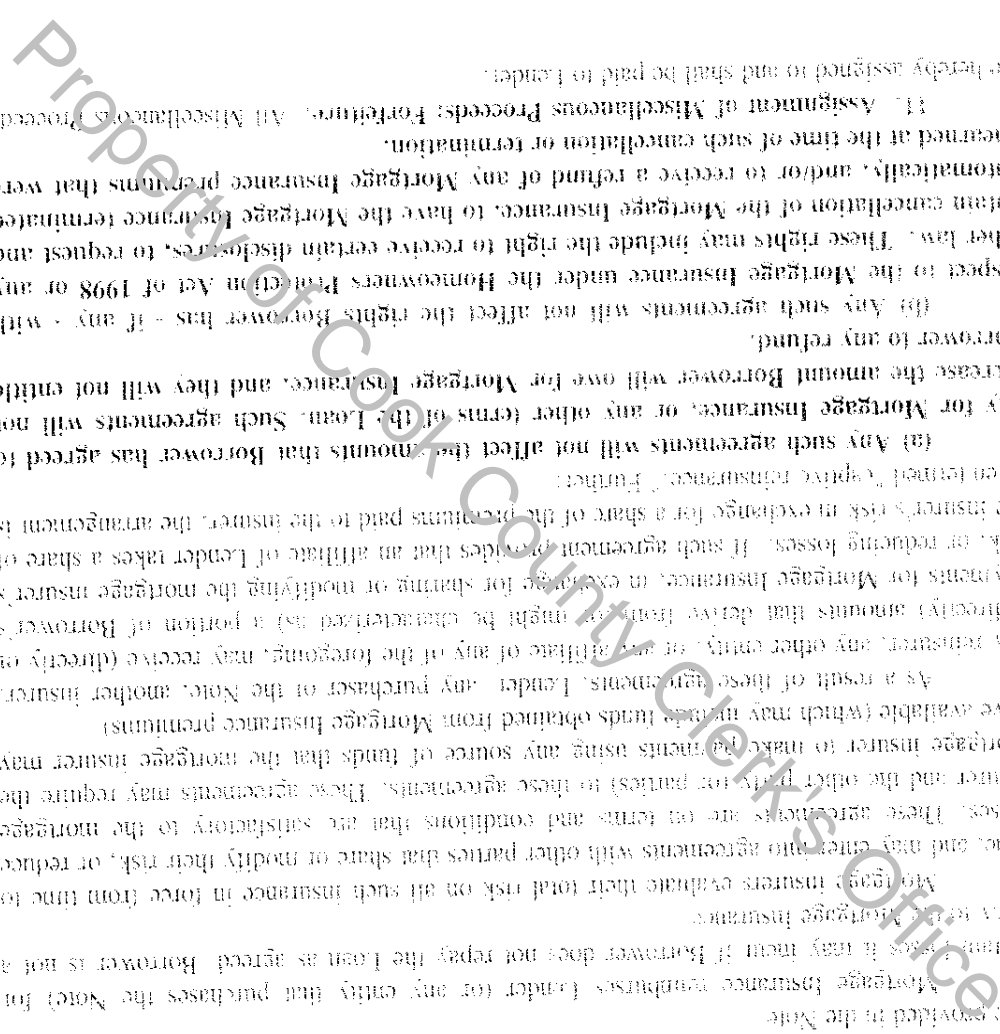 provided in the Note.
Mortgage Insurance reimburses Lender (or any entity that purchases the Note) for
losses it may incur if Borrower does not repay the Loan as agreed. Borrower is not a
to the Mortgage Insurance.
Mortgage insurers evaluate their total risk on all such insurance in force from time to
ne, and may enter into agreements with other parties that share or modify their risk, or reduce
ses. These agreements are on terms and conditions that are satisfactory to the mortgage
urer and the other party (or parties) to these agreements. These agreements may require the
ortgage insurer to make payments using any source of funds that the mortgage insurer may
ve available (which may include funds obtained from Mortgage Insurance premiums)
As a result of these agreements, Lender any purchaser of the Note, another insurer,
reinsurer, any other entity, or any affiliate of any of the foregoing, may receive (directly or
directly) amounts that derive from (or might be characterized as) a portion of Borrower's
yments for Mortgage Insurance, in exchange for sharing or modifying the mortgage insurer's
k, or reducing losses. If such agreement provides that an affiliate of Lender takes a share of
e insurer's risk in exchange for a share of the premiums paid to the insurer, the arrangement is
en termed "captive reinsurance." Further:
(a) Any such agreements will not affect the amounts that Borrower has agreed to
y for Mortgage Insurance, or any other terms of the Loan. Such agreements will not
crease the amount Borrower will owe for Mortgage Insurance, and they will not entitle
orrower to any refund.
(b) Any such agreements will not affect the rights Borrower has - if any - with
spect to the Mortgage Insurance under the Homeowners Protection Act of 1998 or any
her law. These rights may include the right to receive certain disclosures, to request and
btain cancellation of the Mortgage Insurance, to have the Mortgage Insurance terminated
utomatically, and/or to receive a refund of any Mortgage Insurance premiums that were
nearned at the time of such cancellation or termination.
11. Assignment of Miscellaneous Proceeds; Forfeiture. All Miscellaneous Proceeds
e hereby assigned to and shall be paid to Lender.
Property of Cook County Clerk's Office